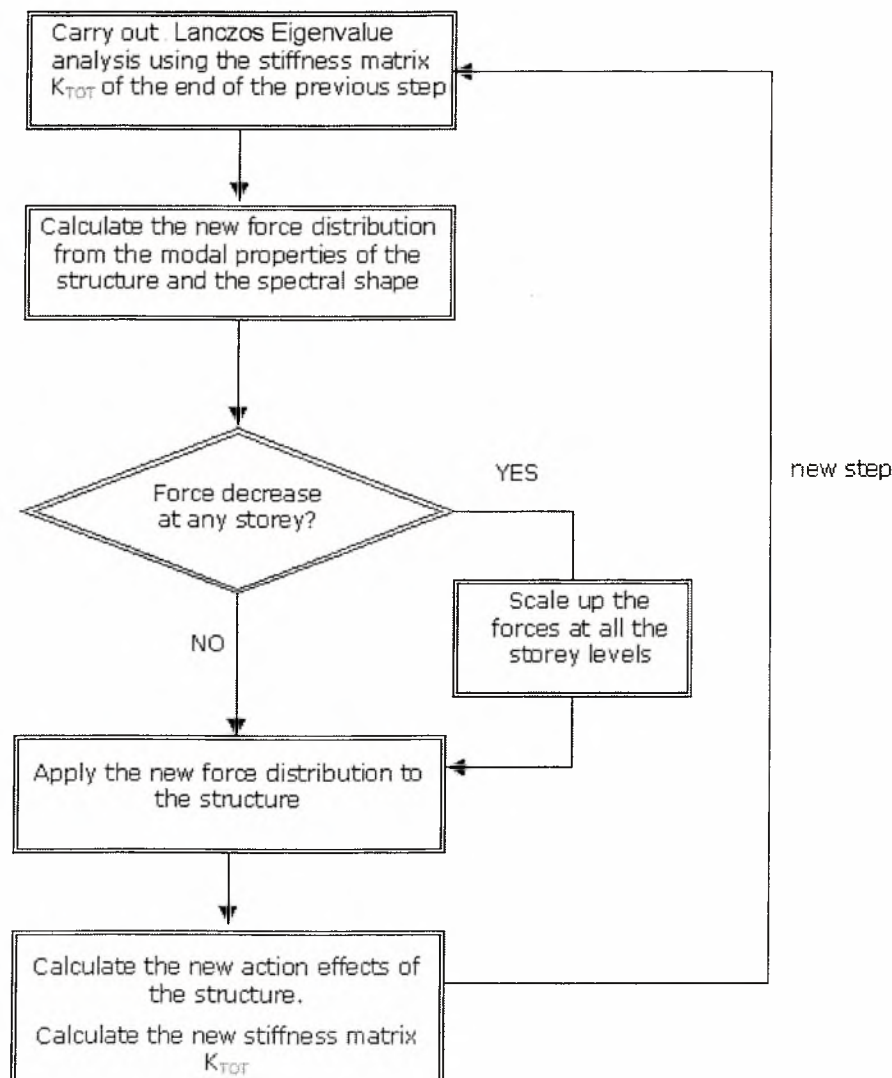 Carry out Lanczos Eigenvalue
analysis using the stiffness matrix
K_TOT of the end of the previous step
Calculate the new force distribution
from the modal properties of the
structure and the spectral shape
Force decrease
at any storey?
YES
new step
Scale up the
forces at all the
storey levels
NO
Apply the new force distribution to
the structure
Calculate the new action effects of
the structure.
Calculate the new stiffness matrix
K_TOT